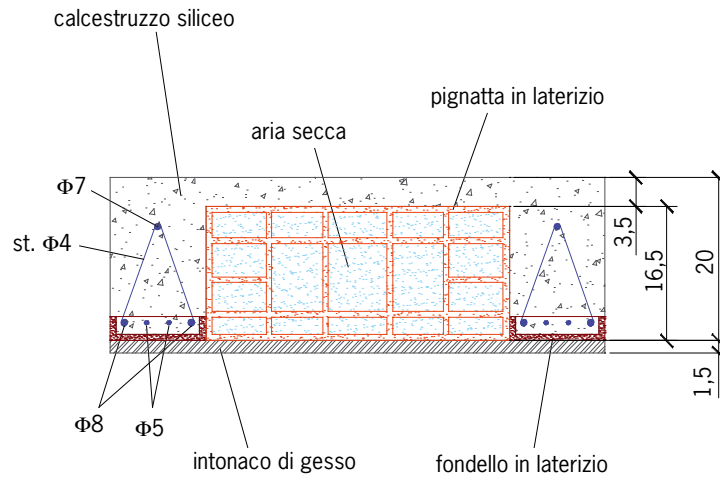 calcestruzzo siliceo
pignatta in laterizio
aria secca
Φ7
st. Φ4
3,5
16,5
20
1,5
Φ8
Φ5
intonaco di gesso
fondello in laterizio